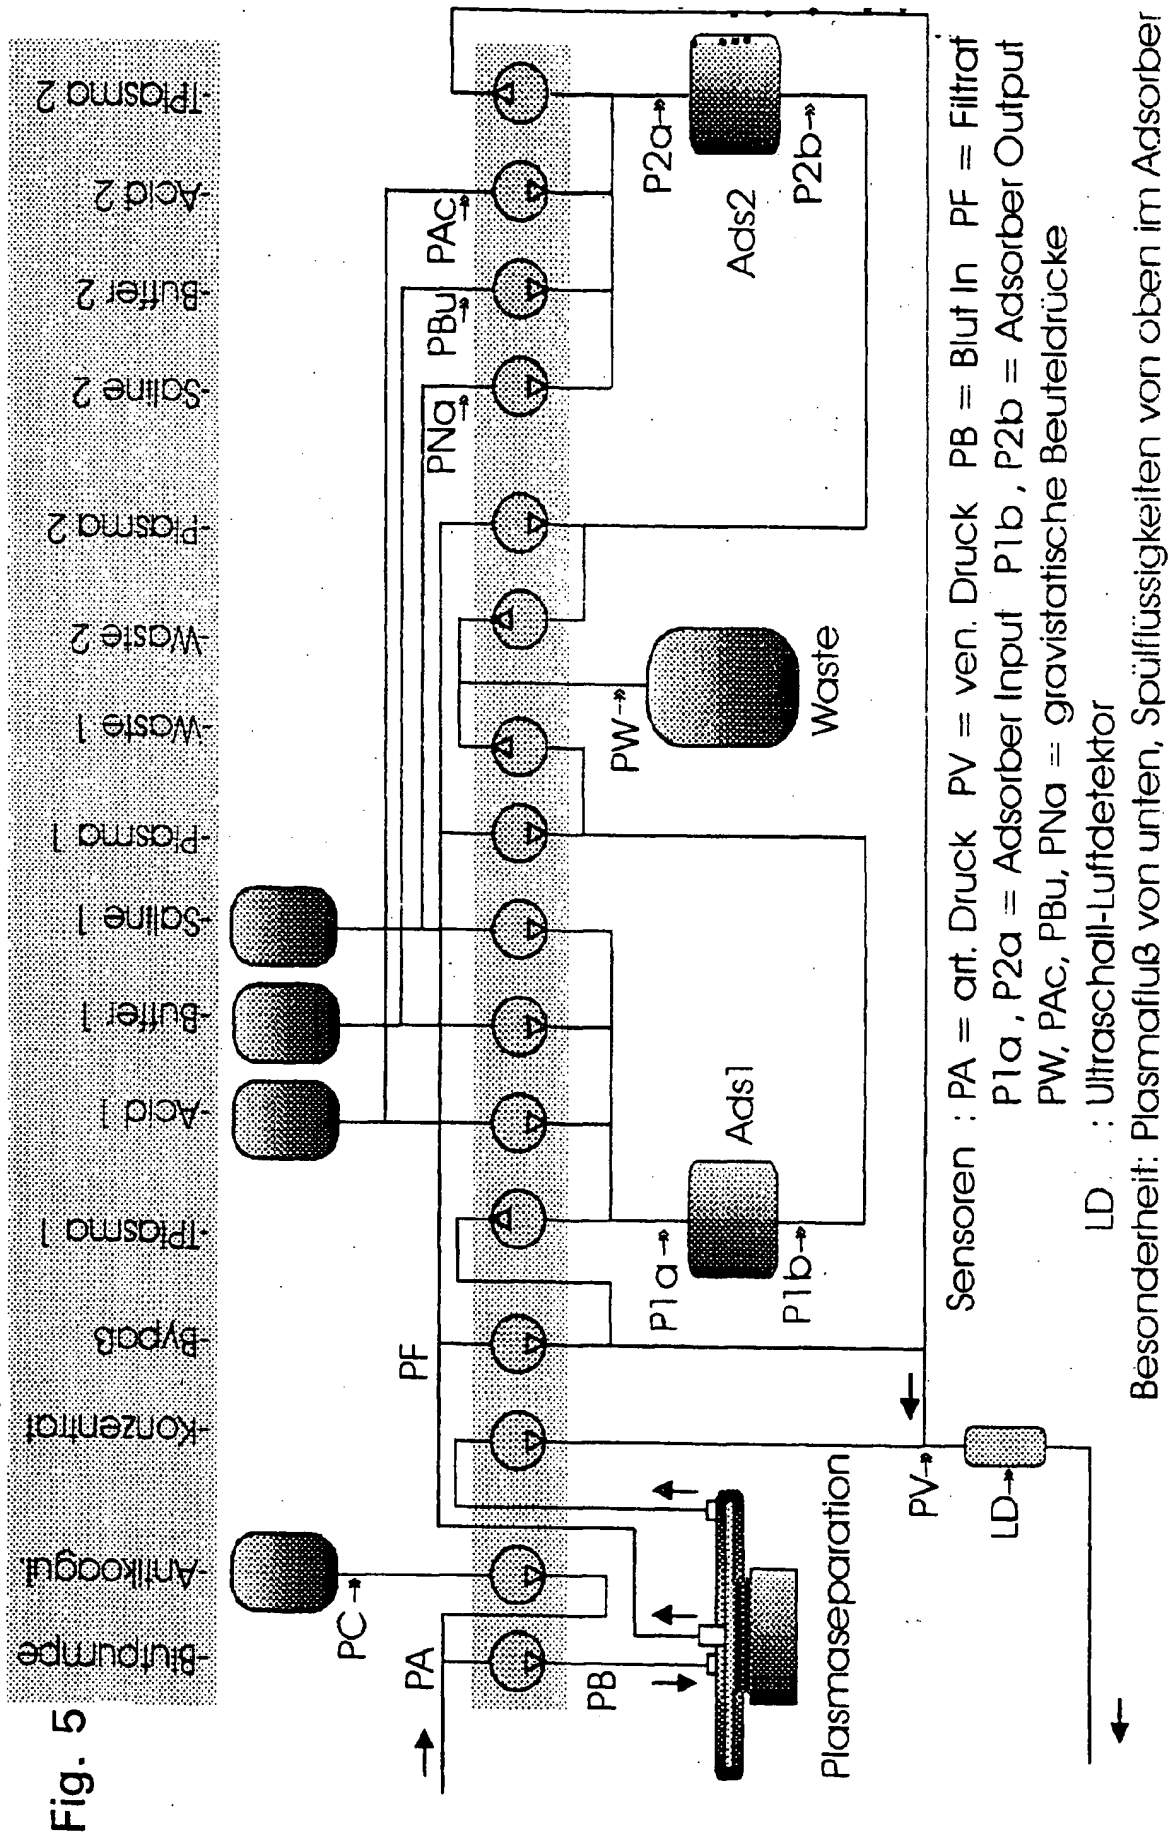 Fig. 5
-Blutpumpe
-Antikoagul.
-Konzentrat
-Bypaß
-TPlasma 1
-Acid 1
-Buffer 1
-Saline 1
-Plasma 1
-Waste 1
-Waste 2
-Plasma 2
-Saline 2
-Buffer 2
-Acid 2
-TPlasma 2
PC
PA
PF
PNa
PBu
PAc
PB
P1a
Ads1
P1b
PW
Waste
P2a
Ads2
P2b
Plasmaseparation
PV
LD
Sensoren : PA = art. Druck PV = ven. Druck PB = Blut In PF = Filtrat
P1a , P2a = Adsorber Input P1b , P2b = Adsorber Output
PW, PAc, PBu, PNa = gravistatische Beuteldrücke
LD : Ultraschall-Luftdetektor
Besonderheit: Plasmafluß von unten, Spülflüssigkeiten von oben im Adsorber